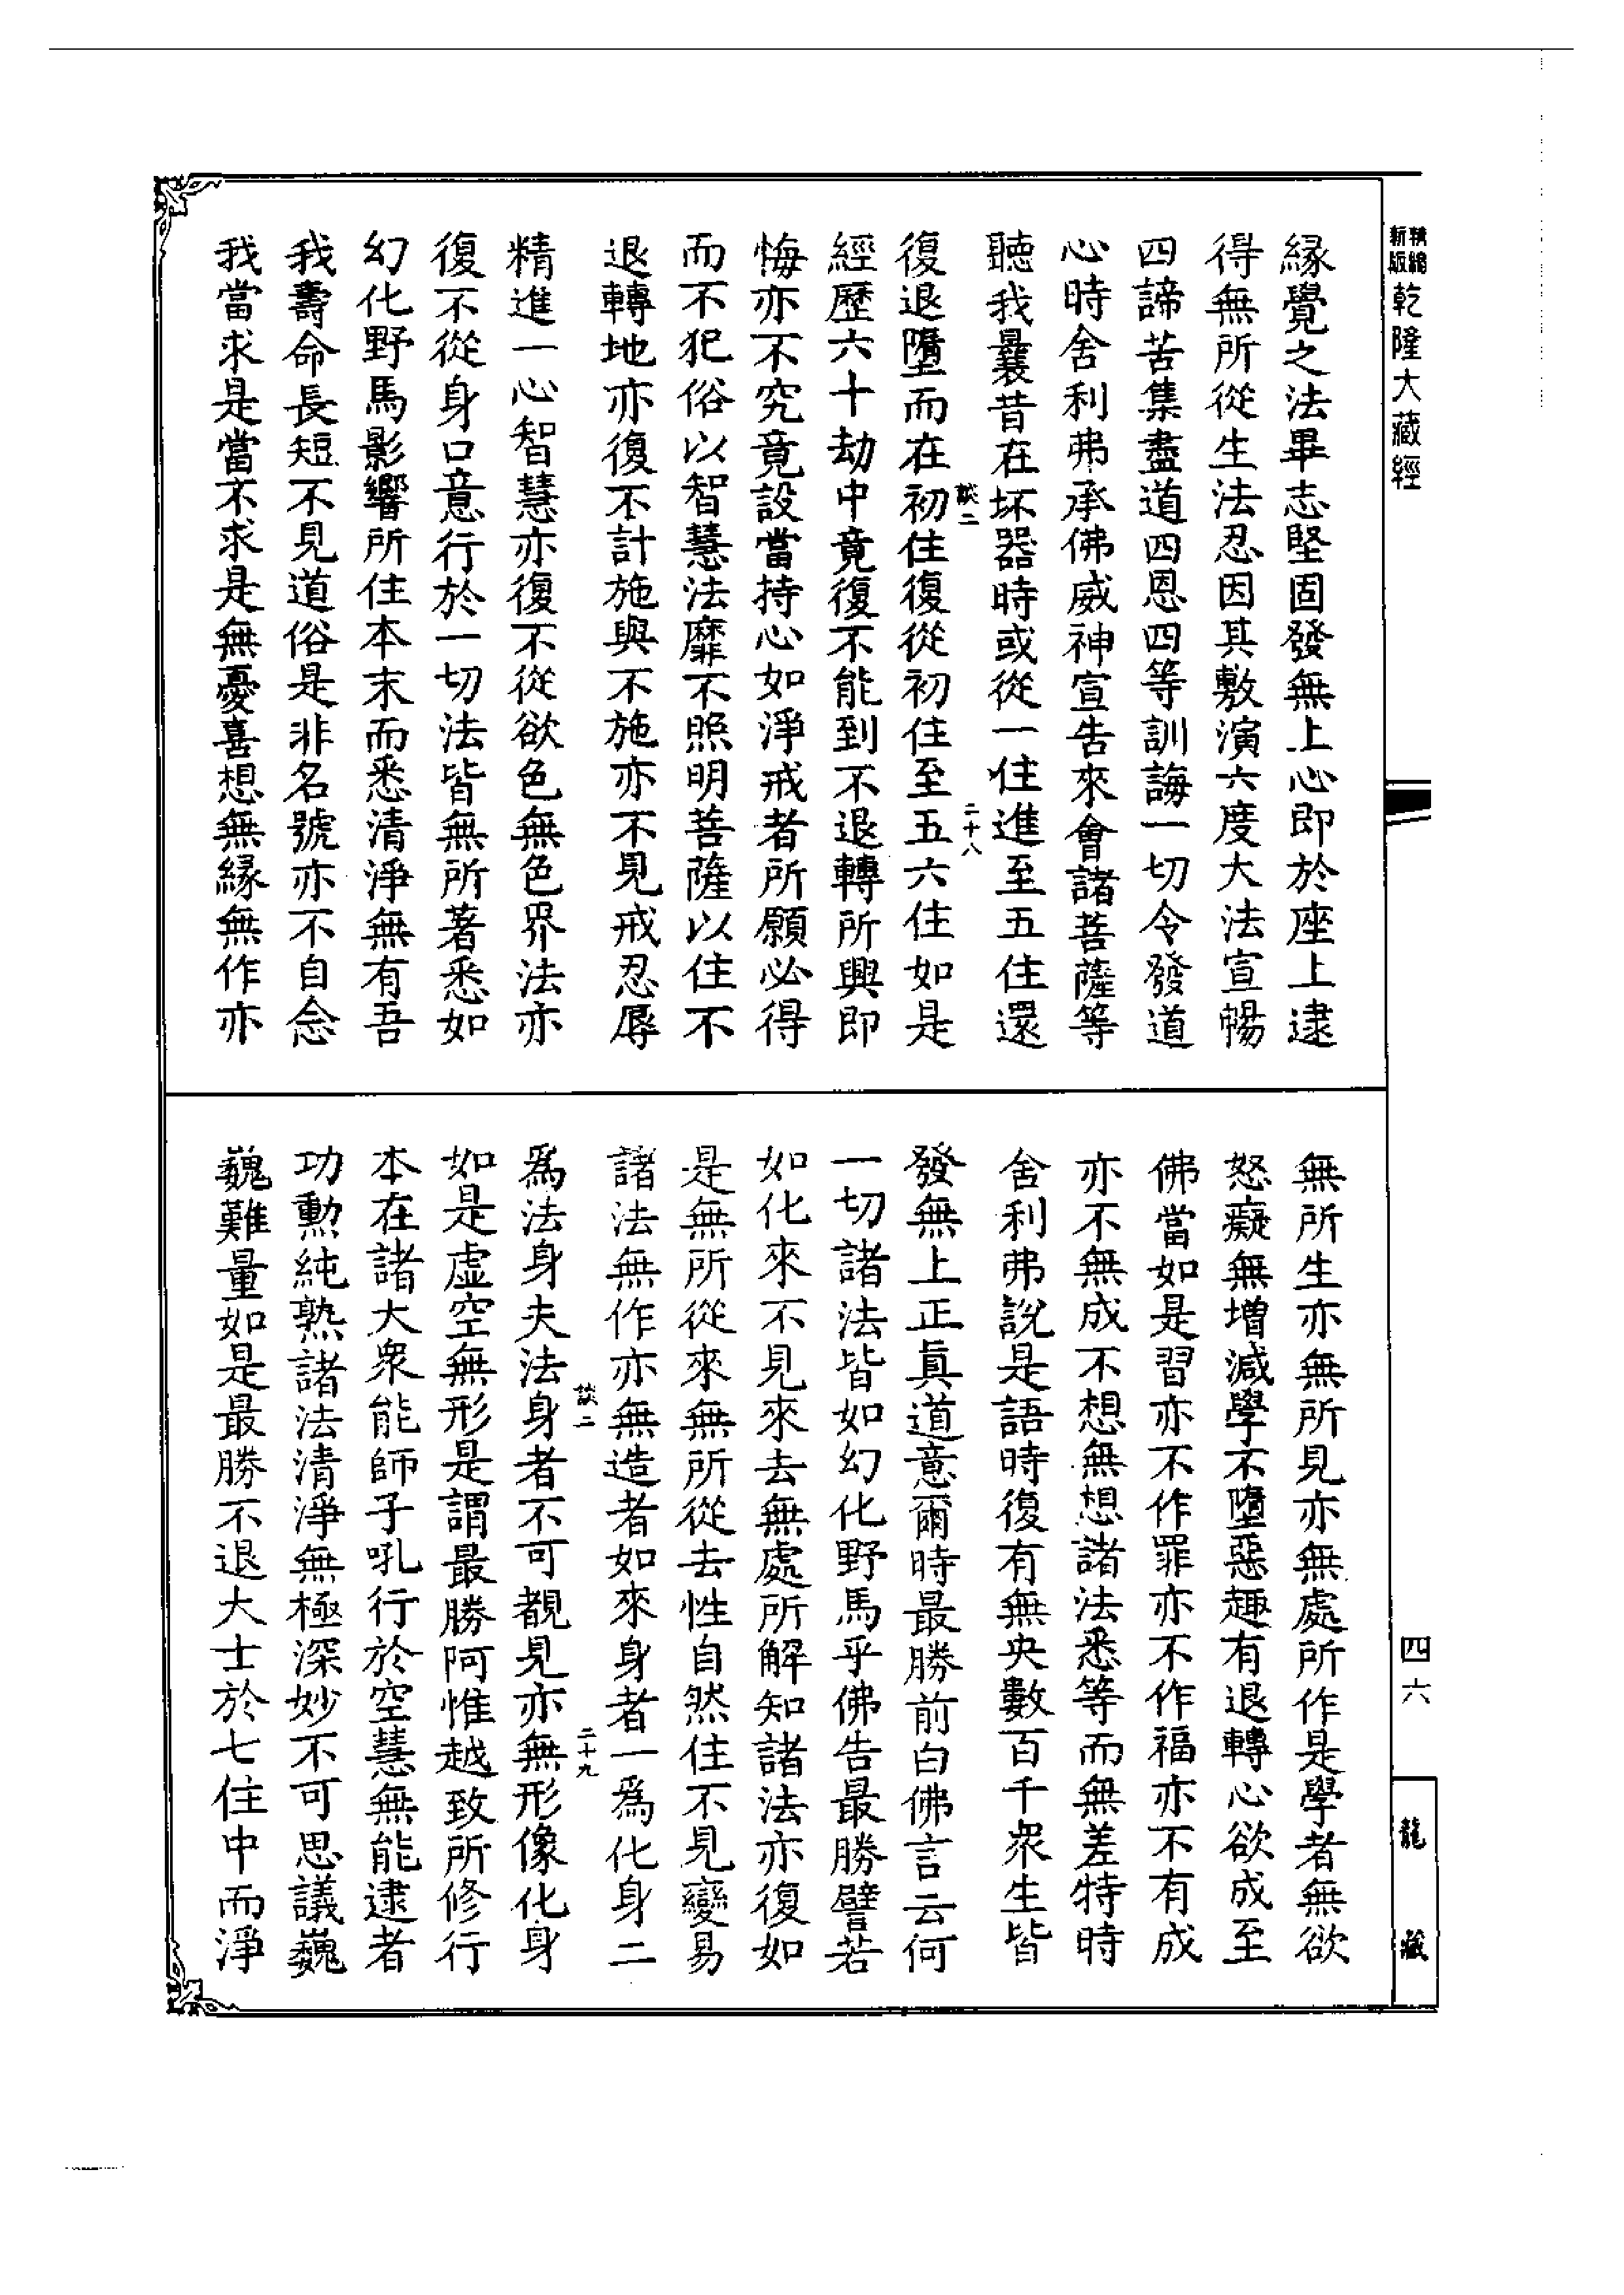 精縮新版乾隆大藏經
緣覺之法畢志堅固發無上心即於座上逮
得無所從生法忍因其敷演六度大法宣暢
四諦苦集盡道四恩四等訓誨一切令發道
心時舍利弗承佛威神宣告來會諸菩薩等
聽我曩昔在坏器時或從一住進至五住還
談二
二十八
復退墮而在初住復從初住至五六住如是
經歷六十劫中竟復不能到不退轉所興即
悔亦不究竟設當持心如淨戒者所願必得
而不犯俗以智慧法靡不照明菩薩以住不
退轉地亦復不計施與不施亦不見戒忍辱
精進一心智慧亦復不從欲色無色界法亦
復不從身口意行於一切法皆無所著悉如
幻化野馬影響所住本末而悉清淨無有吾
我壽命長短不見道俗是非名號亦不自念
我當求是當不求是無憂喜想無緣無作亦
無所生亦無所見亦無處所作是學者無欲
怒癡無增減學不墮惡趣有退轉心欲成至
佛當如是習亦不作罪亦不作福亦不有成
亦不無成不想無想諸法悉等而無差特時
舍利弗說是語時復有無央數百千眾生皆
發無上正真道意爾時最勝前白佛言云何
一切諸法皆如幻化野馬乎佛告最勝譬若
如化來不見來去無處所解知諸法亦復如
是無所從來無所從去性自然住不見變易
諸法無作亦無造者如來身者一為化身二
談二
二十九
為法身夫法身者不可覩見亦無形像化身
如是虛空無形是謂最勝阿惟越致所修行
本在諸大眾能師子吼行於空慧無能逮者
功勳純熟諸法清淨無極深妙不可思議巍
巍難量如是最勝不退大士於七住中而淨
四六
龍藏